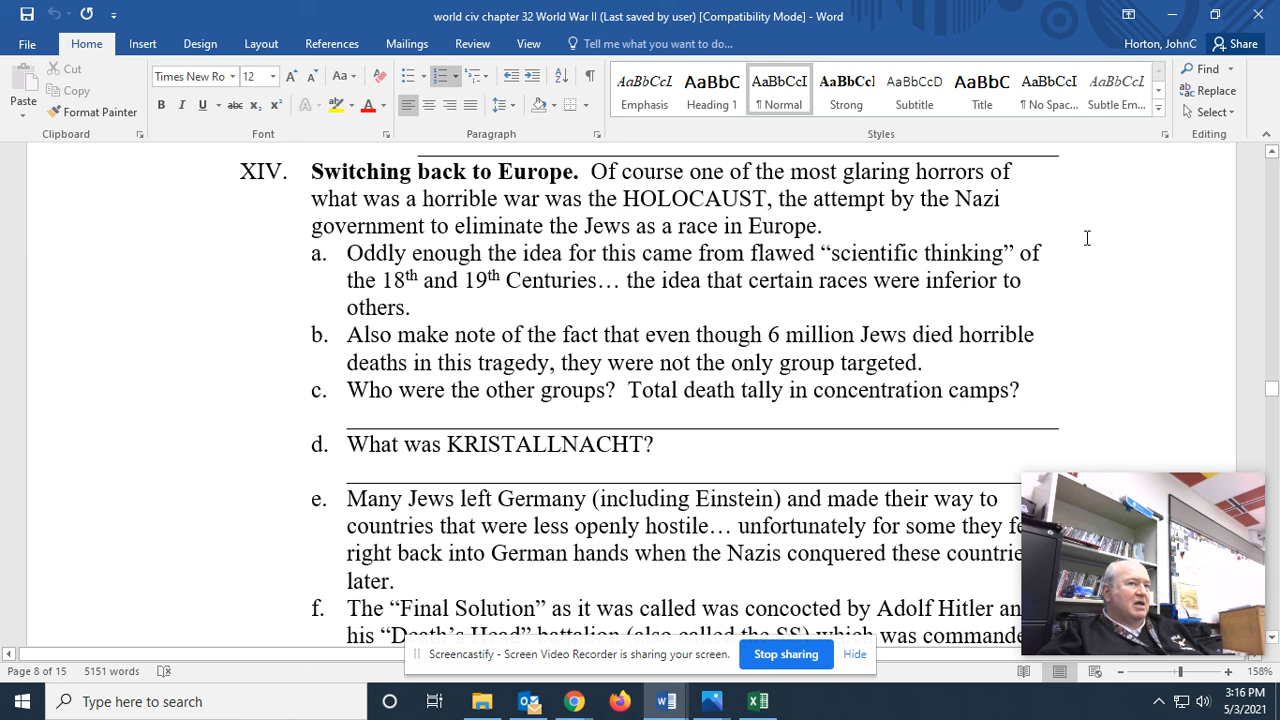 world civ chapter 32 World War II (Last saved by user) [Compatibility Mode] - Word
File Home Insert Design Layout References Mailings Review View Tell me what you want to do... Horton, JohnC Share
Paste
Cut
Copy
Format Painter
Times New Ro 12
AaBbCcI AaBbC AaBbCcI AaBbCcI AaBbCcD AaBbC AaBbCcI AaBbCcI
Emphasis Heading 1 ¶ Normal Strong Subtitle Title ¶ No Spac... Subtle Em...
Find
Replace
Select
Clipboard Font Paragraph Styles Editing
XIV. Switching back to Europe. Of course one of the most glaring horrors of
what was a horrible war was the HOLOCAUST, the attempt by the Nazi
government to eliminate the Jews as a race in Europe.
a. Oddly enough the idea for this came from flawed “scientific thinking” of
the 18th and 19th Centuries… the idea that certain races were inferior to
others.
b. Also make note of the fact that even though 6 million Jews died horrible
deaths in this tragedy, they were not the only group targeted.
c. Who were the other groups? Total death tally in concentration camps?
d. What was KRISTALLNACHT?
e. Many Jews left Germany (including Einstein) and made their way to
countries that were less openly hostile… unfortunately for some they
right back into German hands when the Nazis conquered these
later.
f. The “Final Solution” as it was called was concocted by Adolf Hitler
his “Death’s Head” battalion (also called the SS) which was
Screencastify - Screen Video Recorder is sharing your screen. Stop sharing Hide
Page 8 of 15 5151 words 158%
Type here to search
3:16 PM
5/3/2021